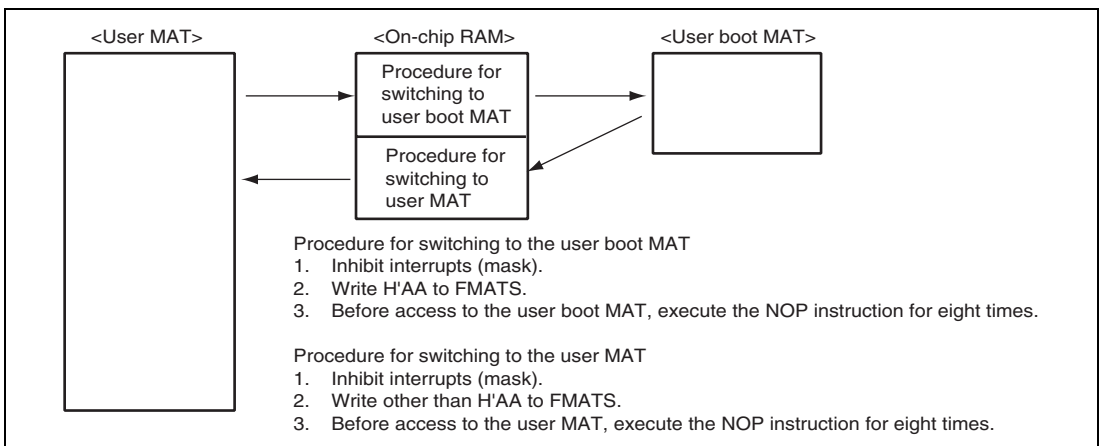 <User MAT> <On-chip RAM> <User boot MAT>
Procedure for
switching to
user boot MAT
Procedure for
switching to
user MAT
Procedure for switching to the user boot MAT
1. Inhibit interrupts (mask).
2. Write H'AA to FMATS.
3. Before access to the user boot MAT, execute the NOP instruction for eight times.
Procedure for switching to the user MAT
1. Inhibit interrupts (mask).
2. Write other than H'AA to FMATS.
3. Before access to the user MAT, execute the NOP instruction for eight times.